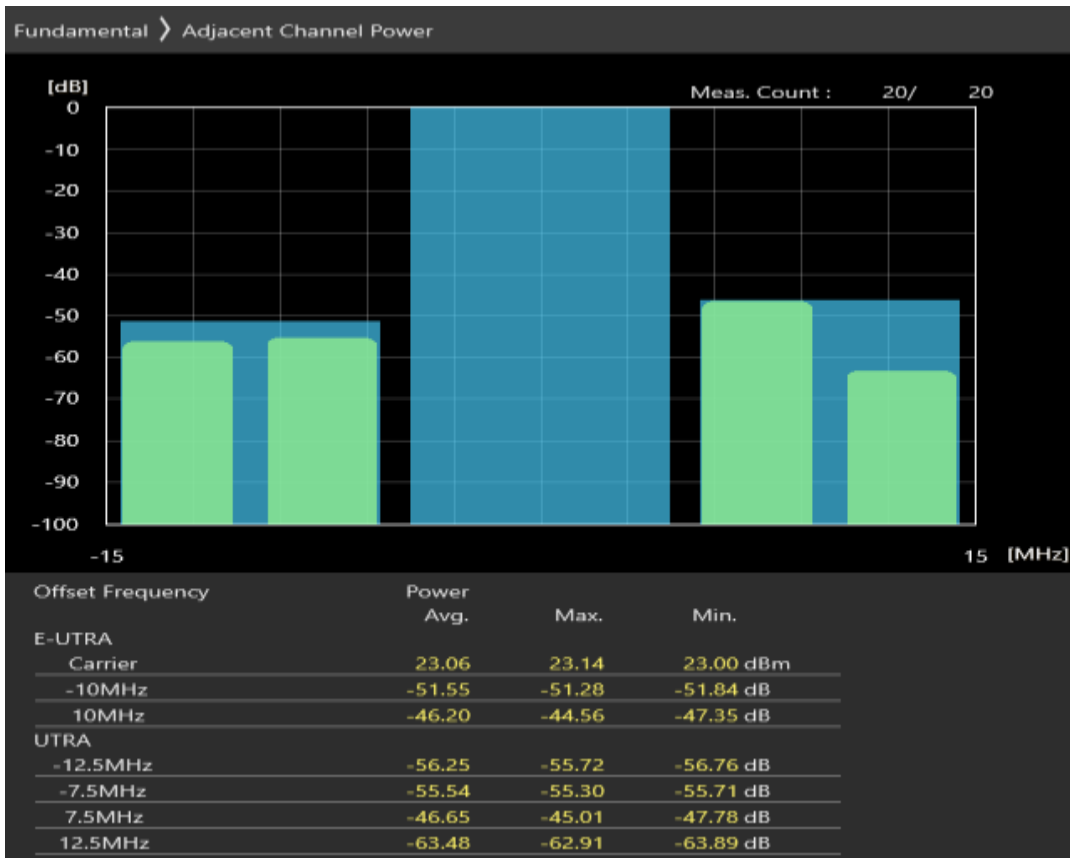 Fundamental 》 Adjacent Channel Power
[dB]
Meas. Count : 20/ 20
0
-10
-20
-30
-40
-50
-60
-70
-80
-90
-100
-15 15 [MHz]
Offset Frequency Power
Avg. Max. Min.
E-UTRA
Carrier 23.06 23.14 23.00 dBm
-10MHz -51.55 -51.28 -51.84 dB
10MHz -46.20 -44.56 -47.35 dB
UTRA
-12.5MHz -56.25 -55.72 -56.76 dB
-7.5MHz -55.54 -55.30 -55.71 dB
7.5MHz -46.65 -45.01 -47.78 dB
12.5MHz -63.48 -62.91 -63.89 dB